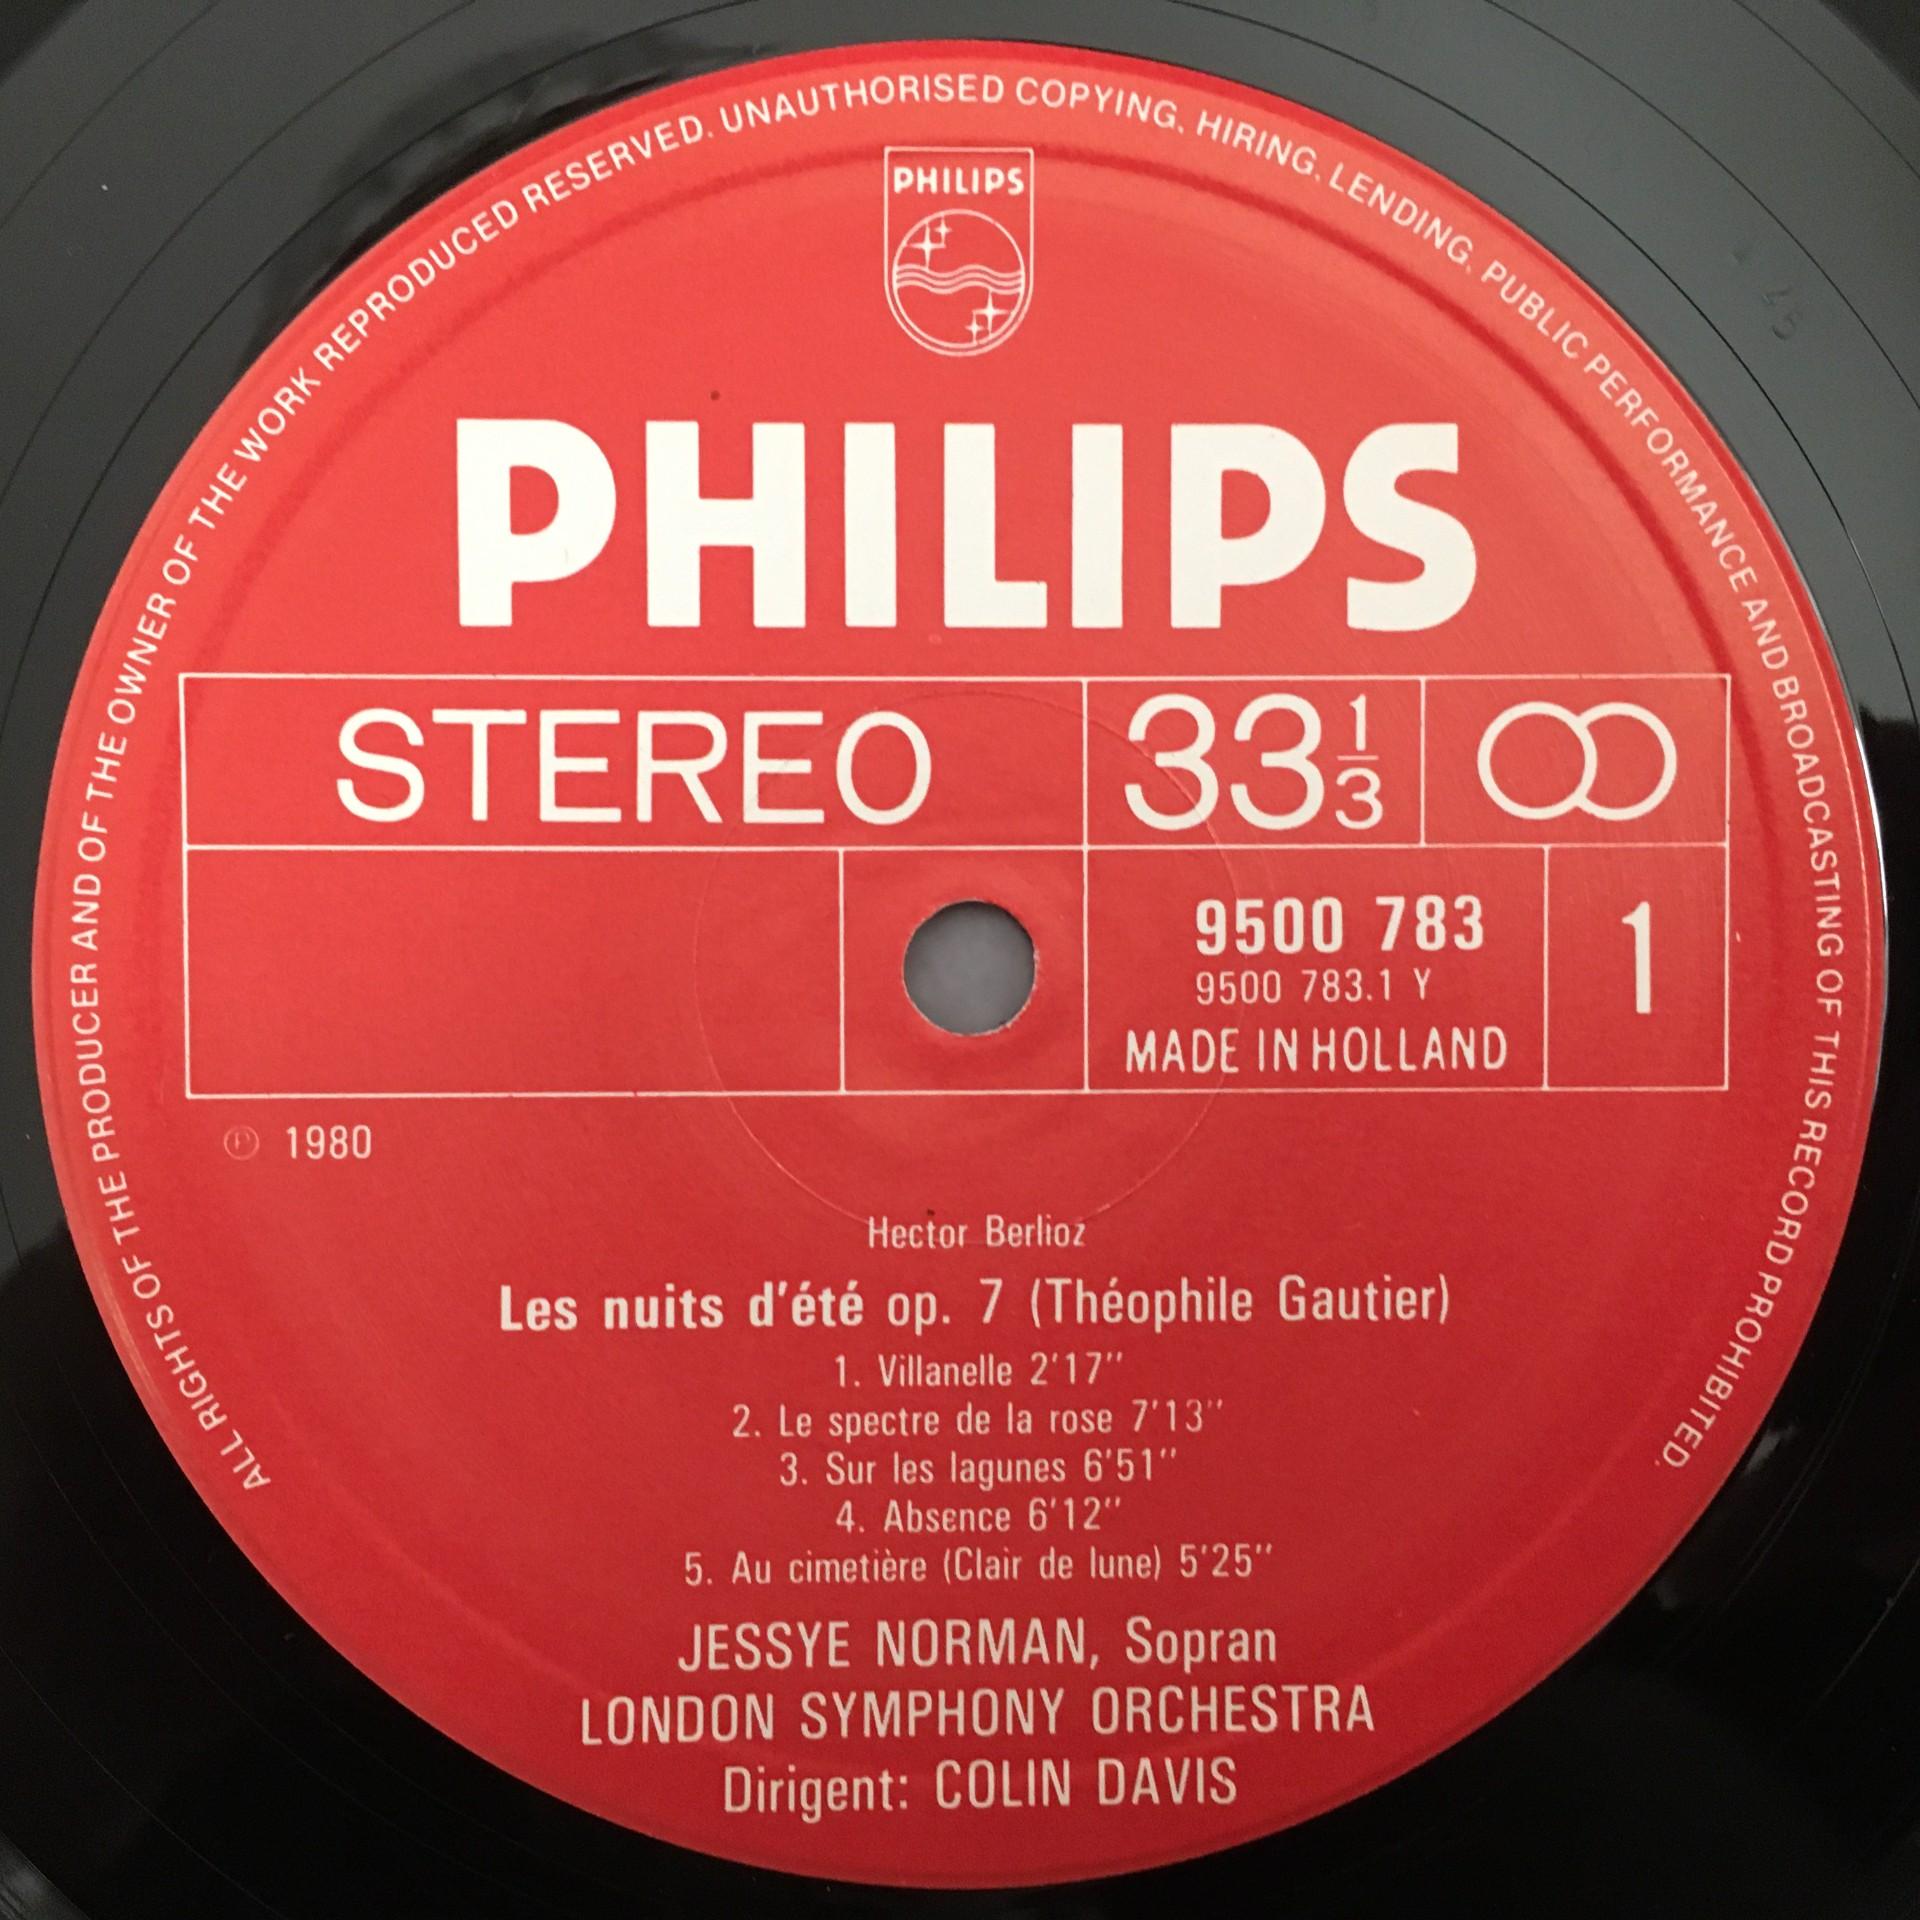 ALL RIGHTS OF THE PRODUCER AND OF THE OWNER OF THE WORK REPRODUCED RESERVED. UNAUTHORISED COPYING, HIRING, LENDING, PUBLIC PERFORMANCE AND BROADCASTING OF THIS RECORD PROHIBITED.
PHILIPS
PHILIPS
STEREO 33 1/3
9500 783 1
9500 783.1 Y
MADE IN HOLLAND
℗ 1980
Hector Berlioz
Les nuits d'été op. 7 (Théophile Gautier)
1. Villanelle 2'17''
2. Le spectre de la rose 7'13''
3. Sur les lagunes 6'51''
4. Absence 6'12''
5. Au cimetière (Clair de lune) 5'25''
JESSYE NORMAN, Sopran
LONDON SYMPHONY ORCHESTRA
Dirigent: COLIN DAVIS